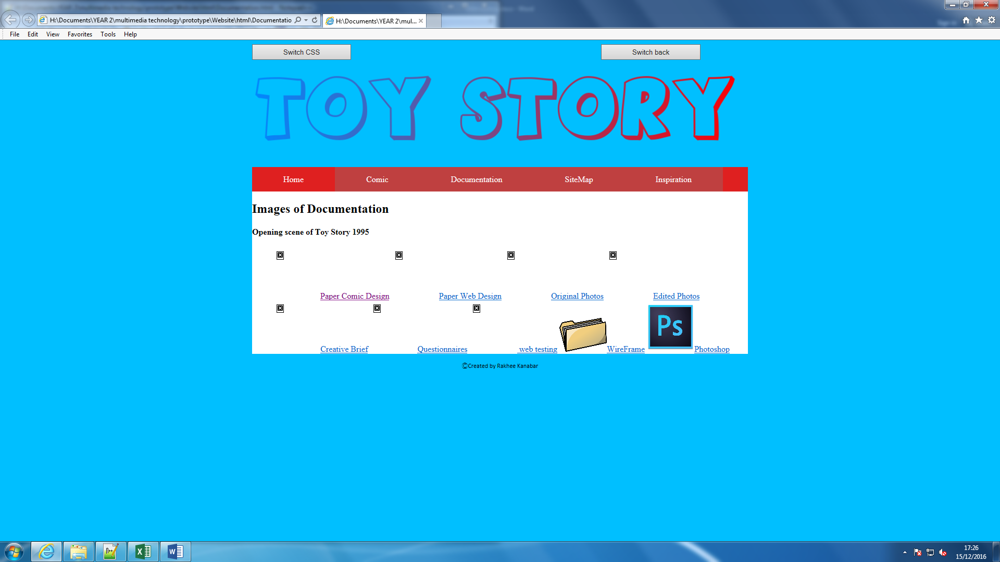 H:\Documents\YEAR 2\multimedia technology\prototype\Website\html\Documentatio
H:\Documents\YEAR 2\mul...
File Edit View Favorites Tools Help
Switch CSS Switch back
TOY STORY
Home Comic Documentation SiteMap Inspiration
Images of Documentation
Opening scene of Toy Story 1995
Paper Comic Design Paper Web Design Original Photos Edited Photos
Ps
Creative Brief Questionnaires web testing WireFrame Photoshop
©Created by Rakhee Kanabar
17:26
15/12/2016